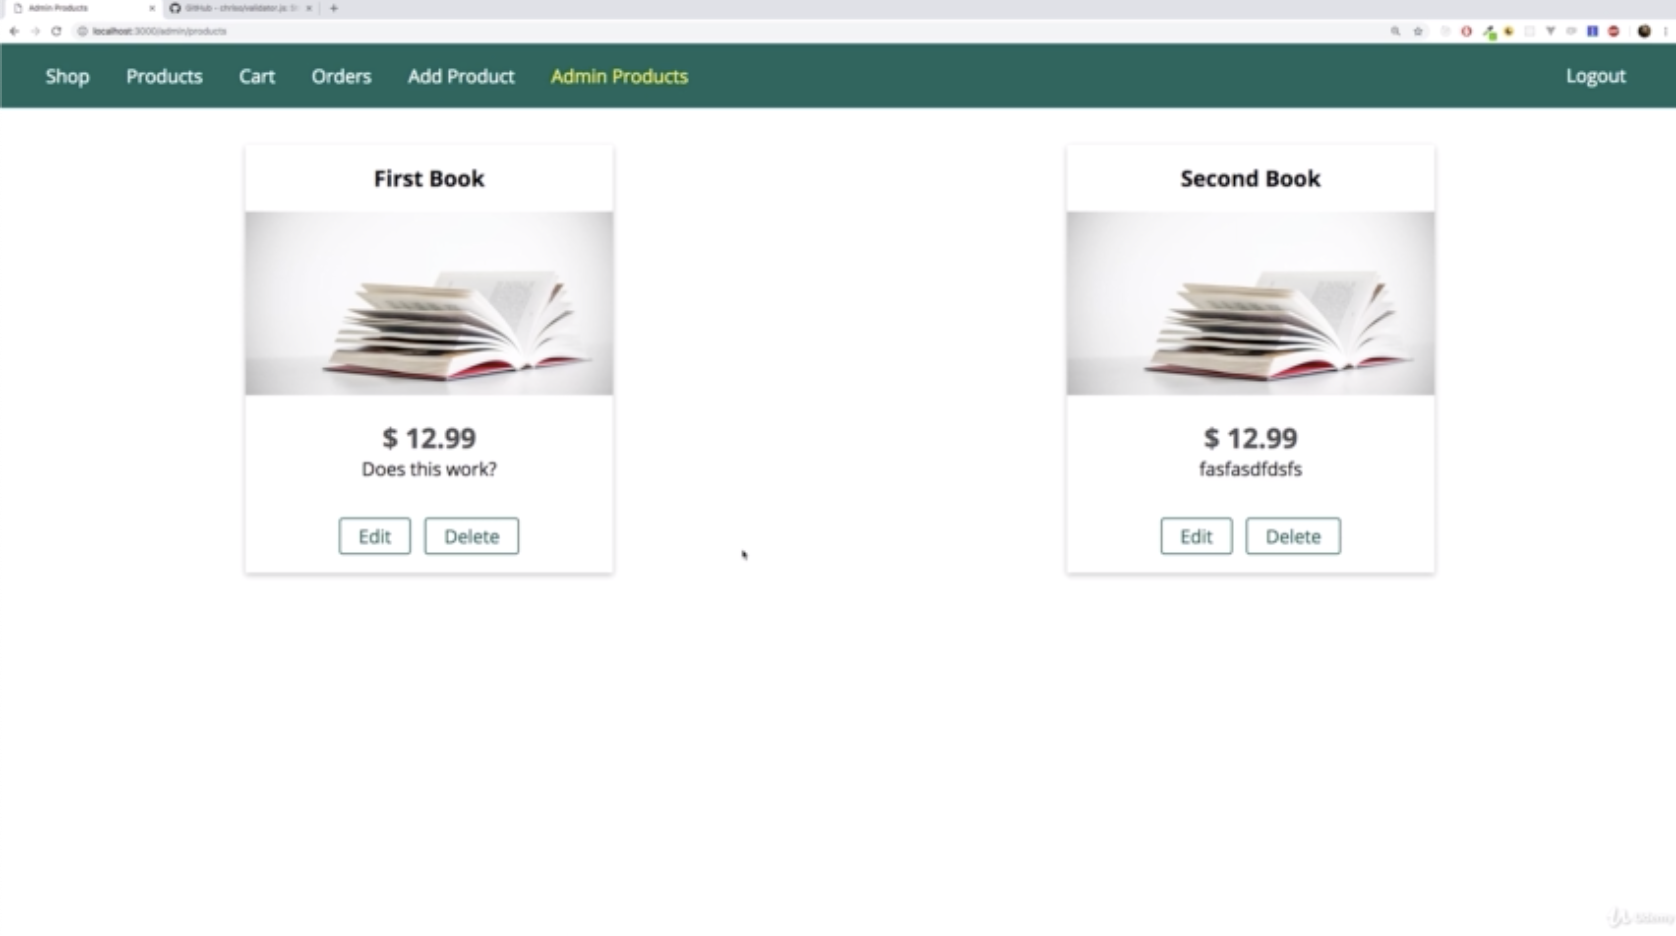 Admin Products
GitHub - chriso/validator.js: St
localhost:3000/admin/products
Shop Products Cart Orders Add Product Admin Products Logout
First Book
$ 12.99
Does this work?
Edit Delete
Second Book
$ 12.99
fasfasdfdsfs
Edit Delete
Udemy